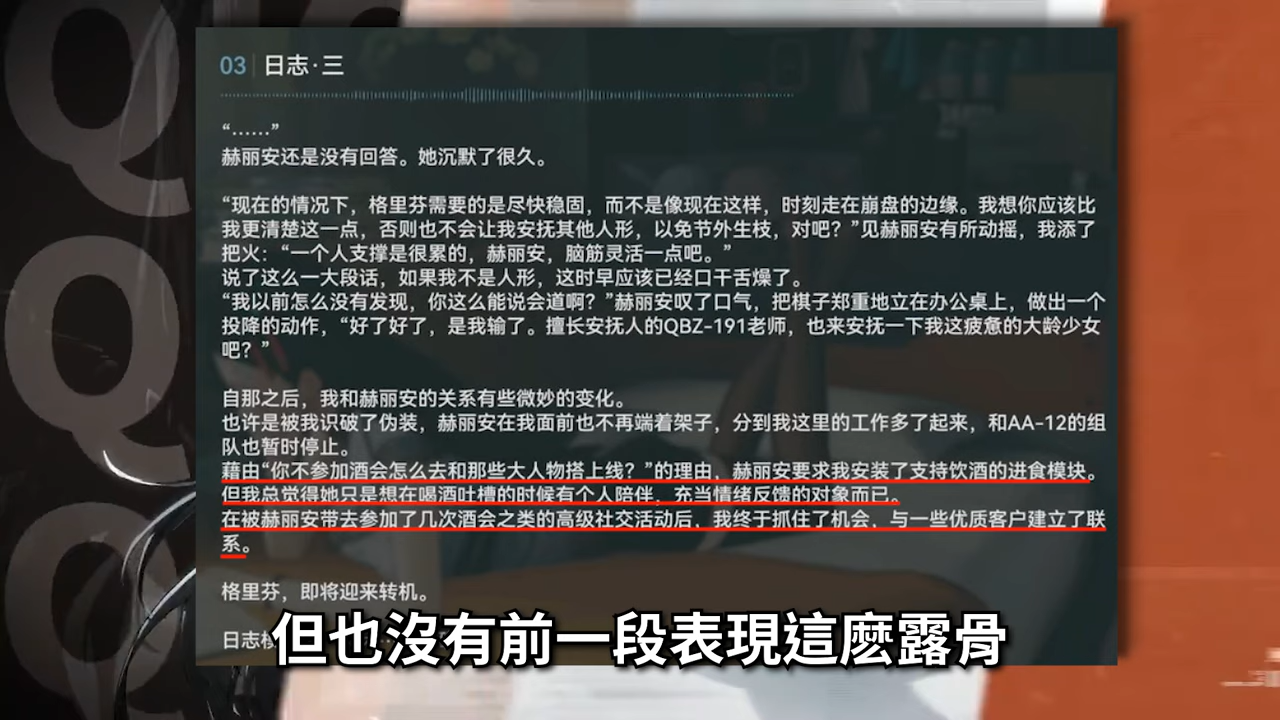 03 日志·三
“……”
赫丽安还是没有回答。她沉默了很久。
“现在的情况下，格里芬需要的是尽快稳固，而不是像现在这样，时刻走在崩盘的边缘。我想你应该比
我更清楚这一点，否则也不会让我安抚其他人形，以免节外生枝，对吧？”见赫丽安有所动摇，我添了
把火：“一个人支撑是很累的，赫丽安，脑筋灵活一点吧。”
说了这么一大段话，如果我不是人形，这时早应该已经口干舌燥了。
“我以前怎么没有发现，你这么能说会道啊？”赫丽安叹了口气，把棋子郑重地立在办公桌上，做出一个
投降的动作，“好了好了，是我输了。擅长安抚人的QBZ-191老师，也来安抚一下我这疲惫的大龄少女
吧？”
自那之后，我和赫丽安的关系有些微妙的变化。
也许是被我识破了伪装，赫丽安在我面前也不再端着架子，分到我这里的工作多了起来，和AA-12的组
队也暂时停止。
藉由“你不参加酒会怎么去和那些大人物搭上线？”的理由，赫丽安要求我安装了支持饮酒的进食模块。
但我总觉得她只是想在喝酒吐槽的时候有个人陪伴，充当情绪反馈的对象而已。
在被赫丽安带去参加了几次酒会之类的高级社交活动后，我终于抓住了机会，与一些优质客户建立了联
系。
格里芬，即将迎来转机。
日志
但也沒有前一段表現這麼露骨
Q
Q
Q